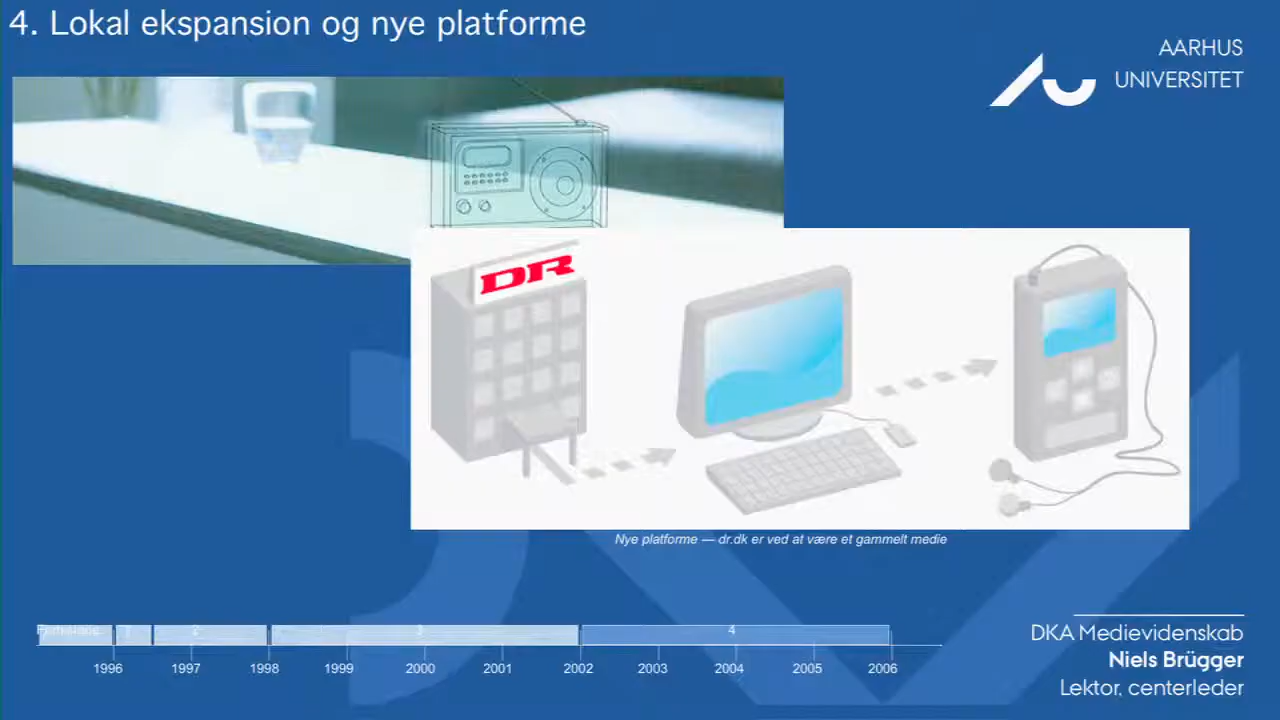 4. Lokal ekspansion og nye platforme
AARHUS
UNIVERSITET
DR
Nye platforme — dr.dk er ved at være et gammelt medie
2
3
4
1996 1997 1998 1999 2000 2001 2002 2003 2004 2005 2006
DKA Medievidenskab
Niels Brügger
Lektor, centerleder